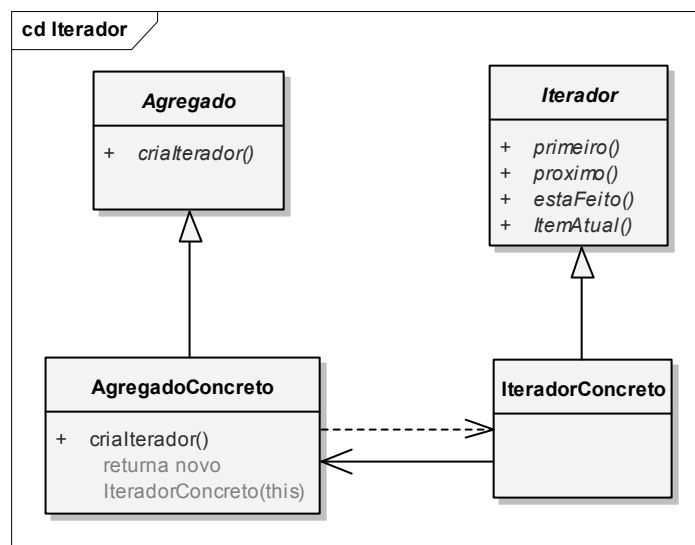 cd Iterador
Agregado
+ criaIterador()
Iterador
+ primeiro()
+ proximo()
+ estaFeito()
+ ItemAtual()
AgregadoConcreto
+ criaIterador()
returna novo
IteradorConcreto(this)
IteradorConcreto